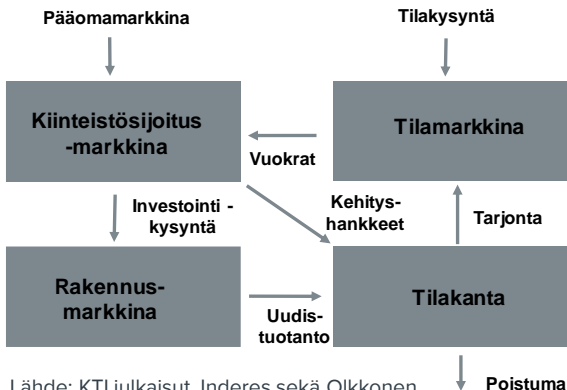 Pääomamarkkina
Tilakysyntä
Kiinteistösijoitus
-markkina
Tilamarkkina
Vuokrat
Investointi -
kysyntä
Kehitys-
hankkeet
Tarjonta
Rakennus-
markkina
Uudis-
tuotanto
Tilakanta
Lähde: KTI julkaisut, Inderes sekä Olkkonen
Poistuma